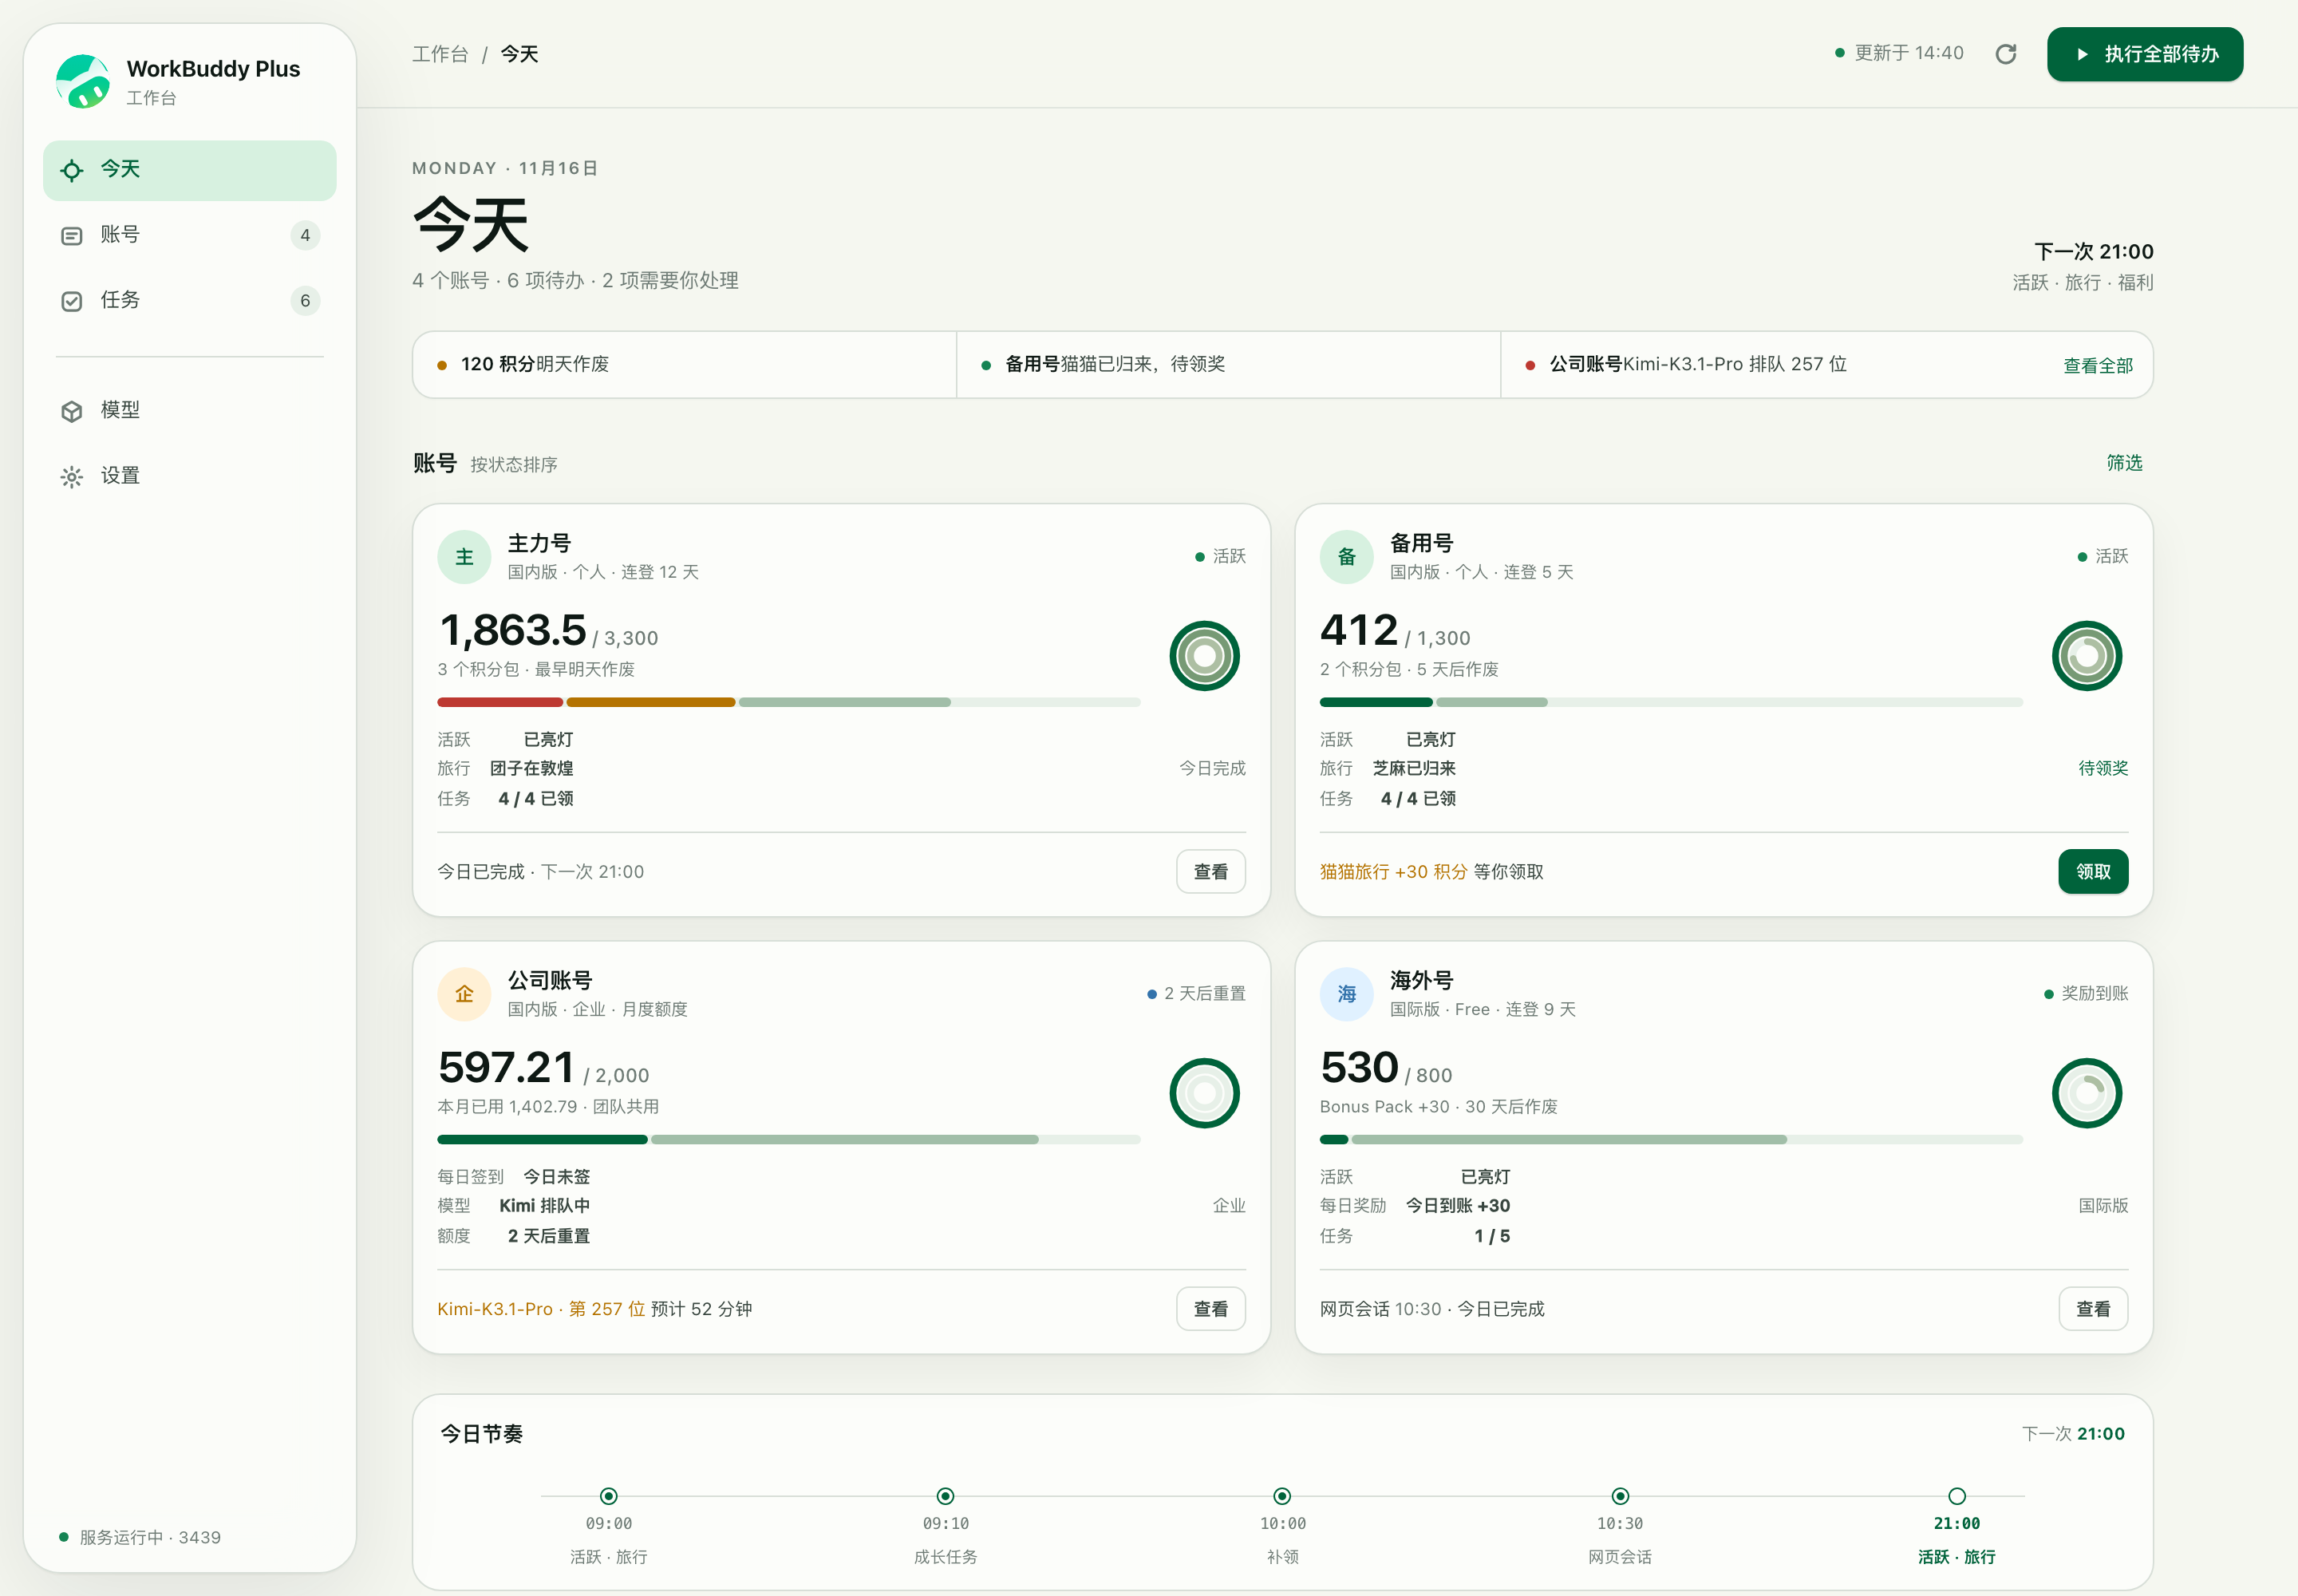 WorkBuddy Plus
工作台
今天
账号 4
任务 6
模型
设置
服务运行中 · 3439
工作台 / 今天
更新于 14:40
执行全部待办
MONDAY · 11月16日
今天
4 个账号 · 6 项待办 · 2 项需要你处理
下一次 21:00
活跃 · 旅行 · 福利
120 积分明天作废
备用号猫猫已归来，待领奖
公司账号Kimi-K3.1-Pro 排队 257 位
查看全部
账号 按状态排序
筛选
主
主力号
国内版 · 个人 · 连登 12 天
活跃
1,863.5 / 3,300
3 个积分包 · 最早明天作废
活跃 已亮灯
旅行 团子在敦煌
任务 4 / 4 已领
今日完成
今日已完成 · 下一次 21:00
查看
备
备用号
国内版 · 个人 · 连登 5 天
活跃
412 / 1,300
2 个积分包 · 5 天后作废
活跃 已亮灯
旅行 芝麻已归来
任务 4 / 4 已领
待领奖
猫猫旅行 +30 积分 等你领取
领取
企
公司账号
国内版 · 企业 · 月度额度
2 天后重置
597.21 / 2,000
本月已用 1,402.79 · 团队共用
每日签到 今日未签
模型 Kimi 排队中
额度 2 天后重置
企业
Kimi-K3.1-Pro · 第 257 位 预计 52 分钟
查看
海
海外号
国际版 · Free · 连登 9 天
奖励到账
530 / 800
Bonus Pack +30 · 30 天后作废
活跃 已亮灯
每日奖励 今日到账 +30
任务 1 / 5
国际版
网页会话 10:30 · 今日已完成
查看
今日节奏
下一次 21:00
09:00
活跃 · 旅行
09:10
成长任务
10:00
补领
10:30
网页会话
21:00
活跃 · 旅行